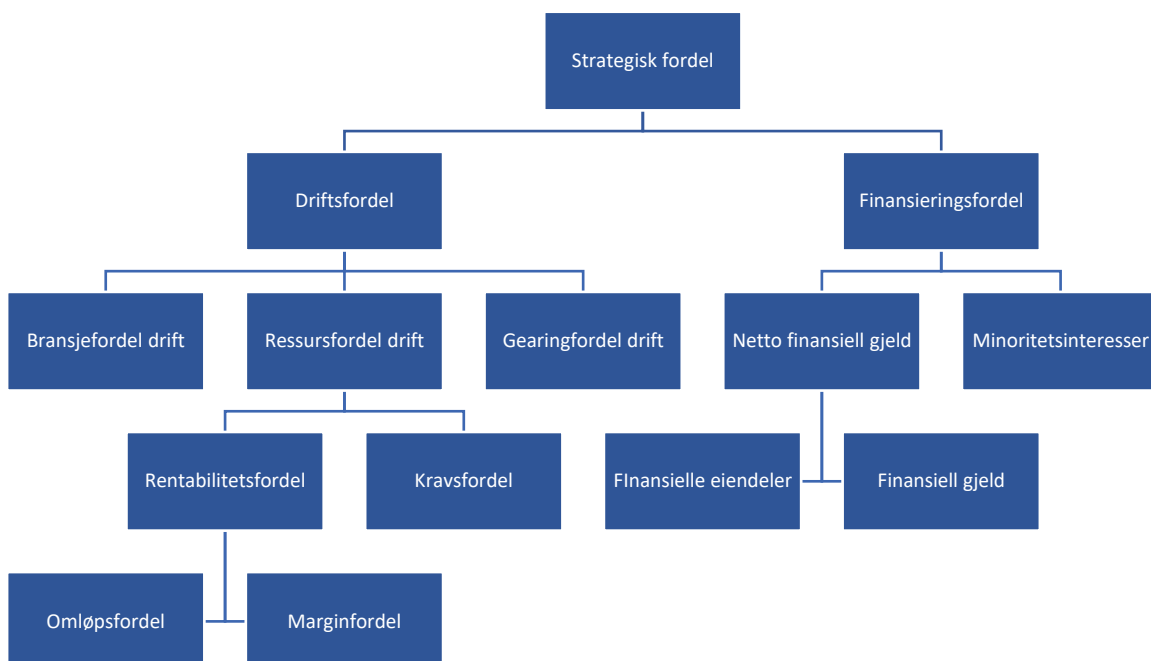 Strategisk fordel
Driftsfordel
Finansieringsfordel
Bransjefordel drift
Ressursfordel drift
Gearingfordel drift
Netto finansiell gjeld
Minoritetsinteresser
Rentabilitetsfordel
Kravsfordel
FInansielle eiendeler
Finansiell gjeld
Omløpsfordel
Marginfordel